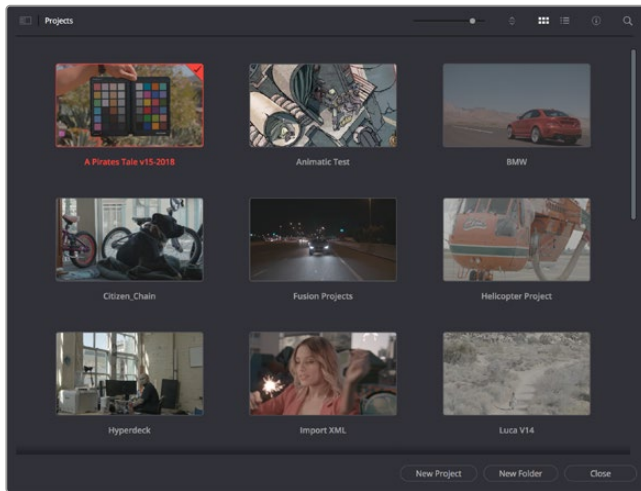 Projects
A Pirates Tale v15-2018
Animatic Test
BMW
Citizen_Chain
Fusion Projects
Helicopter Project
Hyperdeck
Import XML
Luca V14
New Project
New Folder
Close